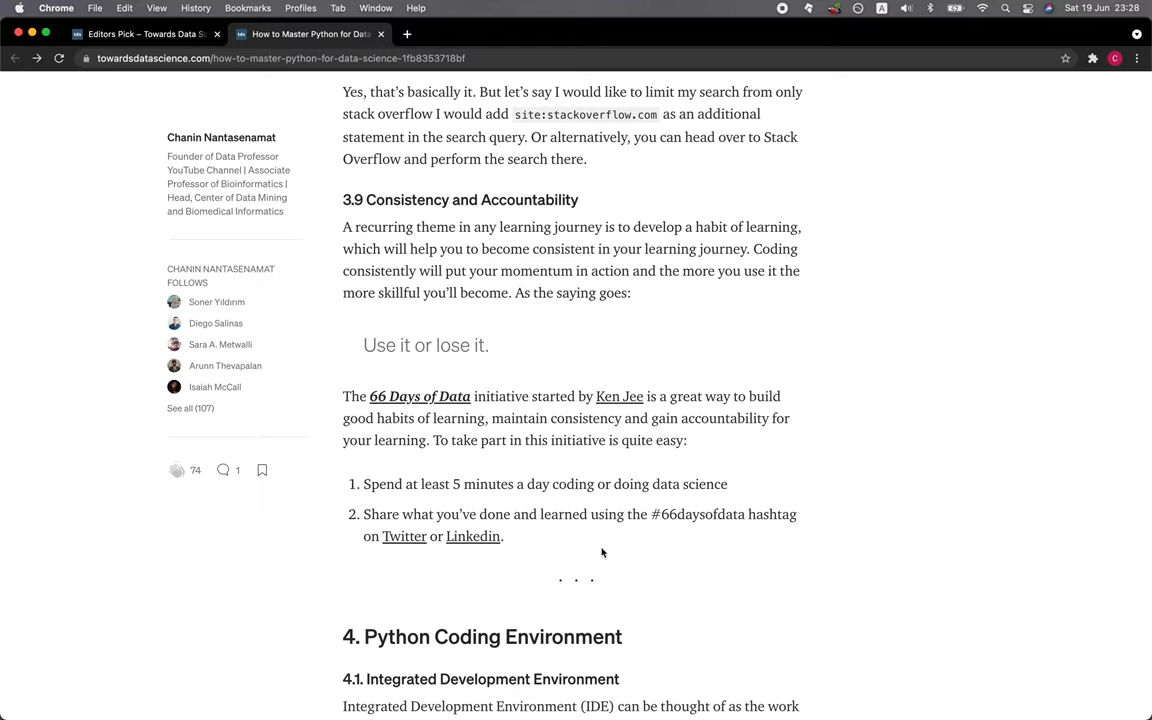 Chrome File Edit View History Bookmarks Profiles Tab Window Help A Sat 19 Jun 23:28
Editors Pick – Towards Data S How to Master Python for Data
towardsdatascience.com/how-to-master-python-for-data-science-1fb8353718bf C
Yes, that's basically it. But let's say I would like to limit my search from only
stack overflow I would add site:stackoverflow.com as an additional
statement in the search query. Or alternatively, you can head over to Stack
Overflow and perform the search there.
Chanin Nantasenamat
Founder of Data Professor
YouTube Channel | Associate
Professor of Bioinformatics |
Head, Center of Data Mining
and Biomedical Informatics
CHANIN NANTASENAMAT
FOLLOWS
Soner Yıldırım
Diego Salinas
Sara A. Metwalli
Arunn Thevapalan
Isaiah McCall
See all (107)
74 1
3.9 Consistency and Accountability
A recurring theme in any learning journey is to develop a habit of learning,
which will help you to become consistent in your learning journey. Coding
consistently will put your momentum in action and the more you use it the
more skillful you'll become. As the saying goes:
Use it or lose it.
The 66 Days of Data initiative started by Ken Jee is a great way to build
good habits of learning, maintain consistency and gain accountability for
your learning. To take part in this initiative is quite easy:
1. Spend at least 5 minutes a day coding or doing data science
2. Share what you've done and learned using the #66daysofdata hashtag
on Twitter or Linkedin.
. . .
4. Python Coding Environment
4.1. Integrated Development Environment
Integrated Development Environment (IDE) can be thought of as the work